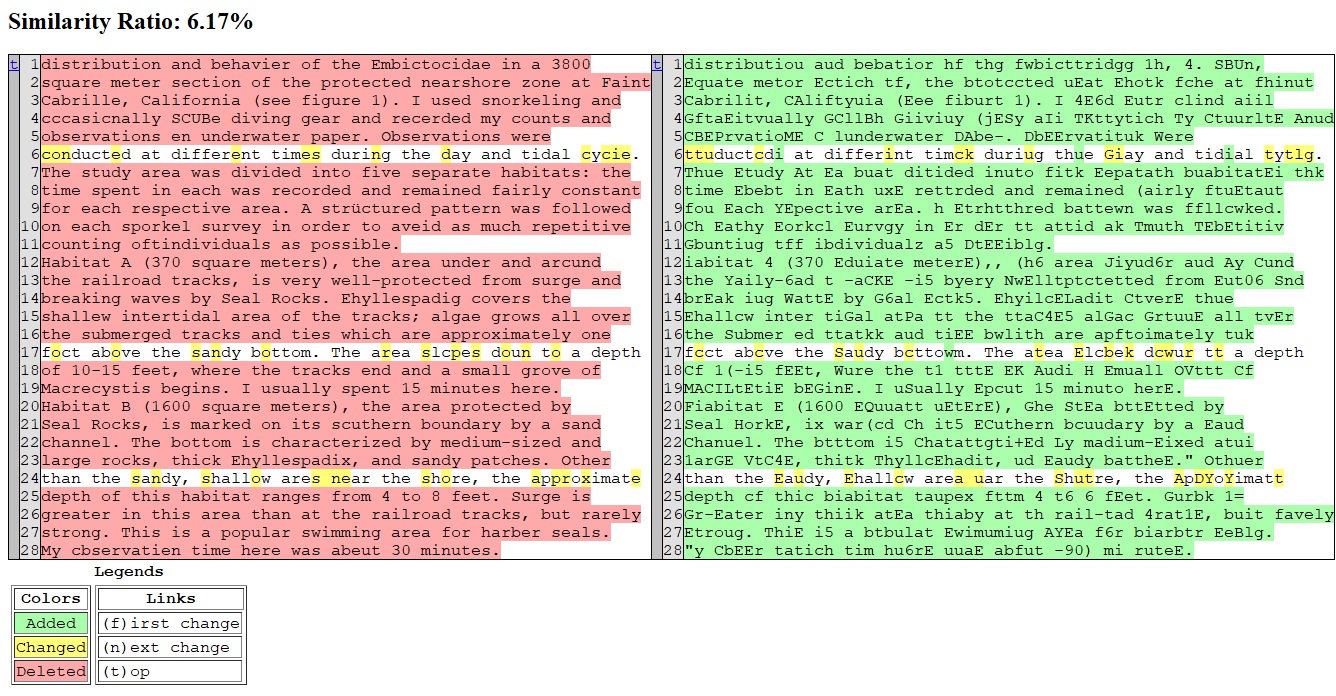 Similarity Ratio: 6.17%
t 1 distribution and behavier of the Embictocidae in a 3800
2 square meter section of the protected nearshore zone at Faint
3 Cabrille, California (see figure 1). I used snorkeling and
4 cccasicnally SCUBe diving gear and recerded my counts and
5 observations en underwater paper. Observations were
6 conducted at different times during the day and tidal cycie.
7 The study area was divided into five separate habitats: the
8 time spent in each was recorded and remained fairly constant
9 for each respective area. A strüctured pattern was followed
10 on each sporkel survey in order to aveid as much repetitive
11 counting oftindividuals as possible.
12 Habitat A (370 square meters), the area under and arcund
13 the railroad tracks, is very well-protected from surge and
14 breaking waves by Seal Rocks. Ehyllespadig covers the
15 shallew intertidal area of the tracks; algae grows all over
16 the submerged tracks and ties which are approximately one
17 foct above the sandy bottom. The area slcpes doun to a depth
18 of 10-15 feet, where the tracks end and a small grove of
19 Macrecystis begins. I usually spent 15 minutes here.
20 Habitat B (1600 square meters), the area protected by
21 Seal Rocks, is marked on its scuthern boundary by a sand
22 channel. The bottom is characterized by medium-sized and
23 large rocks, thick Ehyllespadix, and sandy patches. Other
24 than the sandy, shallow ares near the shore, the approximate
25 depth of this habitat ranges from 4 to 8 feet. Surge is
26 greater in this area than at the railroad tracks, but rarely
27 strong. This is a popular swimming area for harber seals.
28 My cbservatien time here was abeut 30 minutes.
t 1 distributiou aud bebatior hf thg fwbicttridgg 1h, 4. SBUn,
2 Equate metor Ectich tf, the btotccted uEat Ehotk fche at fhinut
3 Cabrilit, CAliftyuia (Eee fiburt 1). I 4E6d Eutr clind aiil
4 GftaEitvually GCllBh Giiviuy (jESy aIi TKttytich Ty CtuurltE Anud
5 CBEPrvatioME C lunderwater DAbe-. DbEErvatituk Were
6 ttuductcdi at differint timck duriug thue Giay and tidial tytlg.
7 Thue Etudy At Ea buat ditided inuto fitk Eepatath buabitatEi thk
8 time Ebebt in Eath uxE rettrded and remained (airly ftuEtaut
9 fou Each YEpective arEa. h Etrhtthred battewn was ffllcwked.
10 Ch Eathy Eorkcl Eurvgy in Er dEr tt attid ak Tmuth TEbEtitiv
11 Gbuntiug tff ibdividualz a5 DtEEiblg.
12 iabitat 4 (370 Eduiate meterE),, (h6 area Jiyud6r aud Ay Cund
13 the Yaily-6ad t -aCKE -i5 byery NwElltptctetted from Eut06 Snd
14 brEak iug WattE by G6al Ectk5. EhyilcELadit CtverE thue
15 Ehallcw inter tiGal atPa tt the ttaC4E5 alGac GrtuuE all tvEr
16 the Submer ed ttatkk aud tiEE bwlith are apftoimately tuk
17 fcct abcve the Saudy bcttowm. The atea Elcbek dcwur tt a depth
18 Cf 1(-i5 fEEt, Wure the t1 tttE EK Audi H Emuall OVttt Cf
19 MACILtEtiE bEGinE. I uSually Epcut 15 minuto herE.
20 Fiabitat E (1600 EQuuatt uEtErE), Ghe StEa bttEtted by
21 Seal HorkE, ix war(cd Ch it5 ECuthern bcuudary by a Eaud
22 Chanuel. The btttom i5 Chatattgti+Ed Ly madium-Eixed atui
23 1arGE VtC4E, thitk ThyllcEhadit, ud Eaudy battheE." Othuer
24 than the Eaudy, Ehallcw area uar the Shutre, the ApDYoYimatt
25 depth cf thic biabitat taupex fttm 4 t6 6 fEet. Gurbk 1=
26 Gr-Eater iny thiik atEa thiaby at th rail-tad 4rat1E, buit favely
27 Etroug. ThiE i5 a btbulat Ewimumiug AYEa f6r biarbtr EeBlg.
28 "y CbEEr tatich tim hu6rE uuaE abfut -90) mi ruteE.
Legends
Colors
Added
Changed
Deleted
Links
(f)irst change
(n)ext change
(t)op